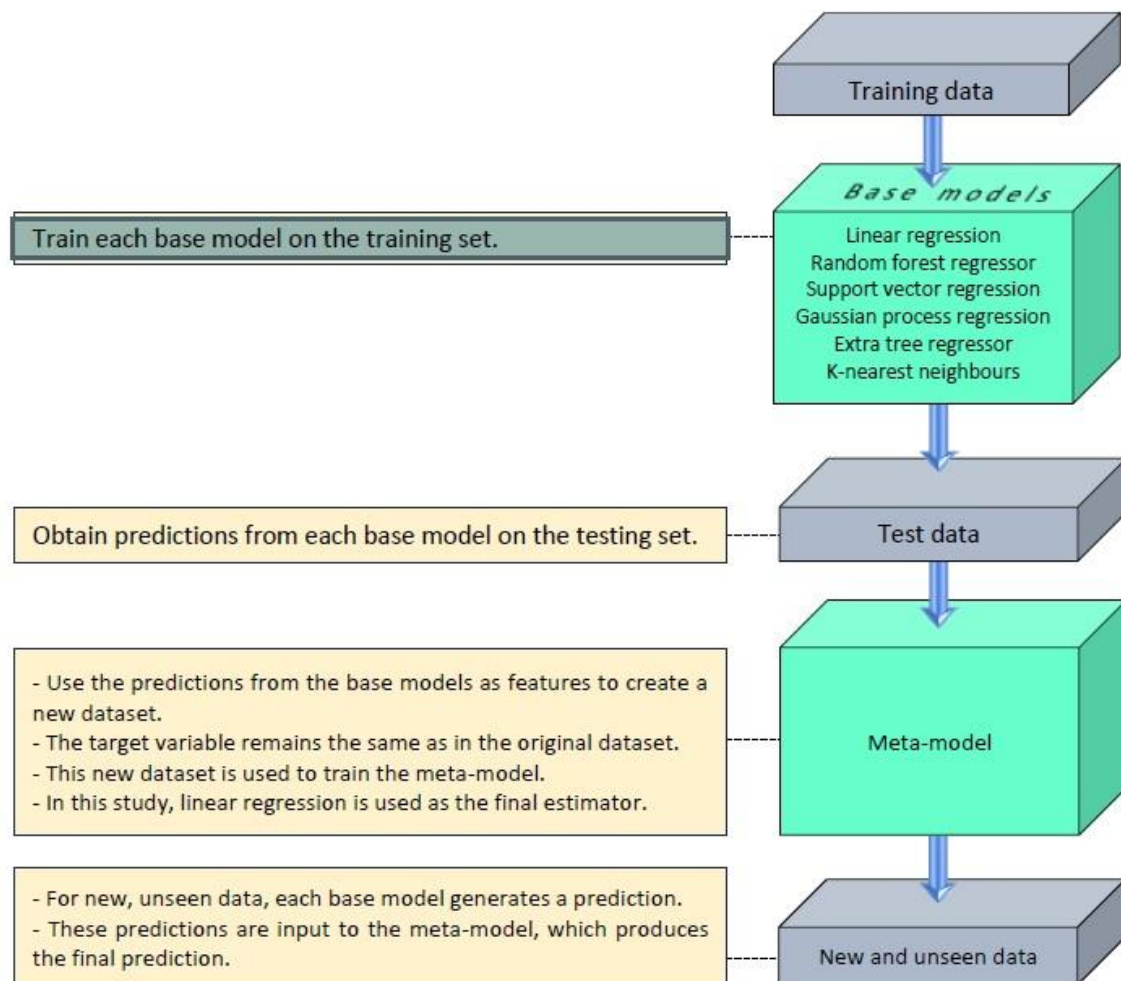 Training data
Base models
Train each base model on the training set.
Linear regression
Random forest regressor
Support vector regression
Gaussian process regression
Extra tree regressor
K-nearest neighbours
Obtain predictions from each base model on the testing set.
Test data
- Use the predictions from the base models as features to create a
new dataset.
- The target variable remains the same as in the original dataset.
- This new dataset is used to train the meta-model.
- In this study, linear regression is used as the final estimator.
Meta-model
- For new, unseen data, each base model generates a prediction.
- These predictions are input to the meta-model, which produces
the final prediction.
New and unseen data